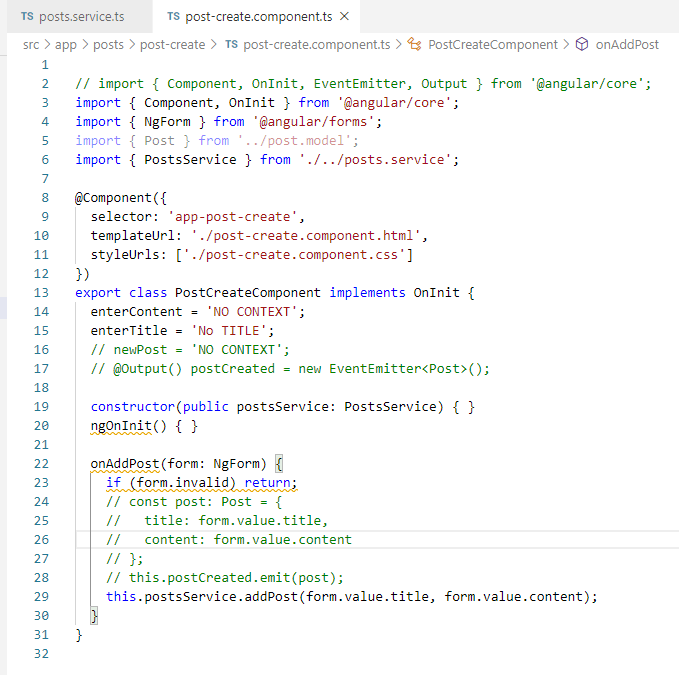 TS posts.service.ts TS post-create.component.ts ×
src > app > posts > post-create > TS post-create.component.ts > PostCreateComponent > onAddPost
1
2 // import { Component, OnInit, EventEmitter, Output } from '@angular/core';
3 import { Component, OnInit } from '@angular/core';
4 import { NgForm } from '@angular/forms';
5 import { Post } from '../post.model';
6 import { PostsService } from './../posts.service';
7
8 @Component({
9   selector: 'app-post-create',
10   templateUrl: './post-create.component.html',
11   styleUrls: ['./post-create.component.css']
12 })
13 export class PostCreateComponent implements OnInit {
14   enterContent = 'NO CONTEXT';
15   enterTitle = 'No TITLE';
16   // newPost = 'NO CONTEXT';
17   // @Output() postCreated = new EventEmitter<Post>();
18
19   constructor(public postsService: PostsService) { }
20   ngOnInit() { }
21
22   onAddPost(form: NgForm) {
23     if (form.invalid) return;
24     // const post: Post = {
25     //   title: form.value.title,
26     //   content: form.value.content
27     // };
28     // this.postCreated.emit(post);
29     this.postsService.addPost(form.value.title, form.value.content);
30   }
31 }
32